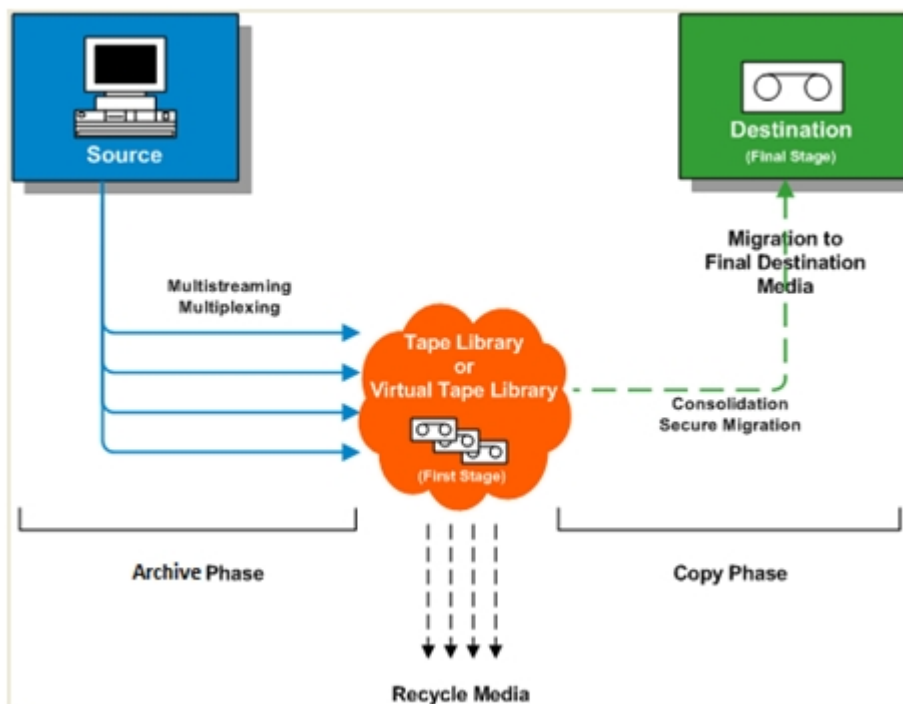 Source
Destination
(Final Stage)
Migration to
Final Destination
Media
Multistreaming
Multiplexing
Tape Library
or
Virtual Tape Library
(First Stage)
Consolidation
Secure Migration
Archive Phase
Copy Phase
Recycle Media